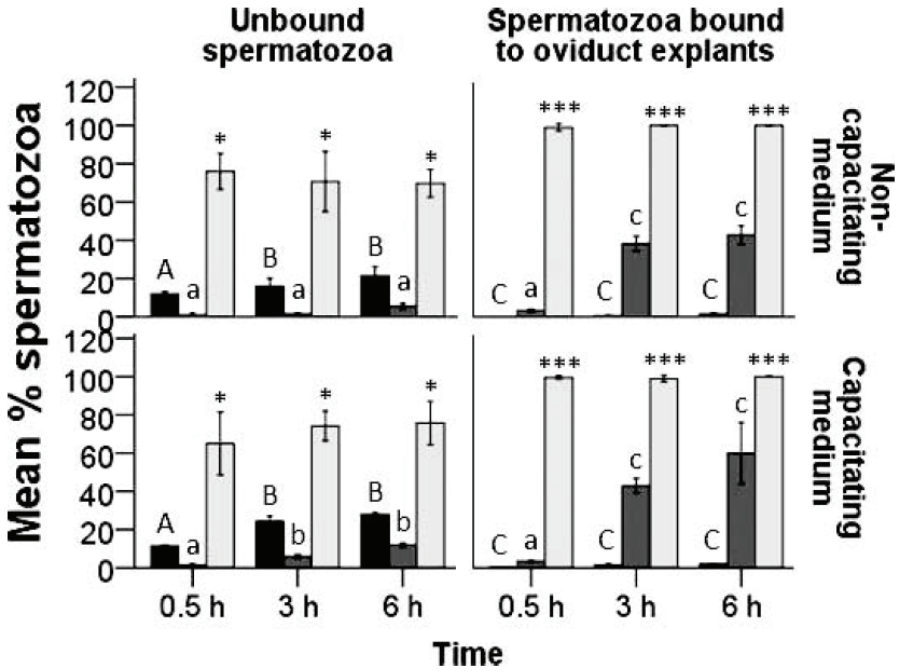 Unbound
spermatozoa
Spermatozoa bound
to oviduct explants
Mean % spermatozoa
120
100
80
60
40
20
0
A
a
*
B
a
*
B
a
*
C
a
***
C
c
***
C
c
***
Non-
capacitating
medium
120
100
80
60
40
20
0
A
a
*
B
b
*
B
b
*
C
a
***
C
c
***
C
c
***
Capacitating
medium
0.5 h
3 h
6 h
0.5 h
3 h
6 h
Time